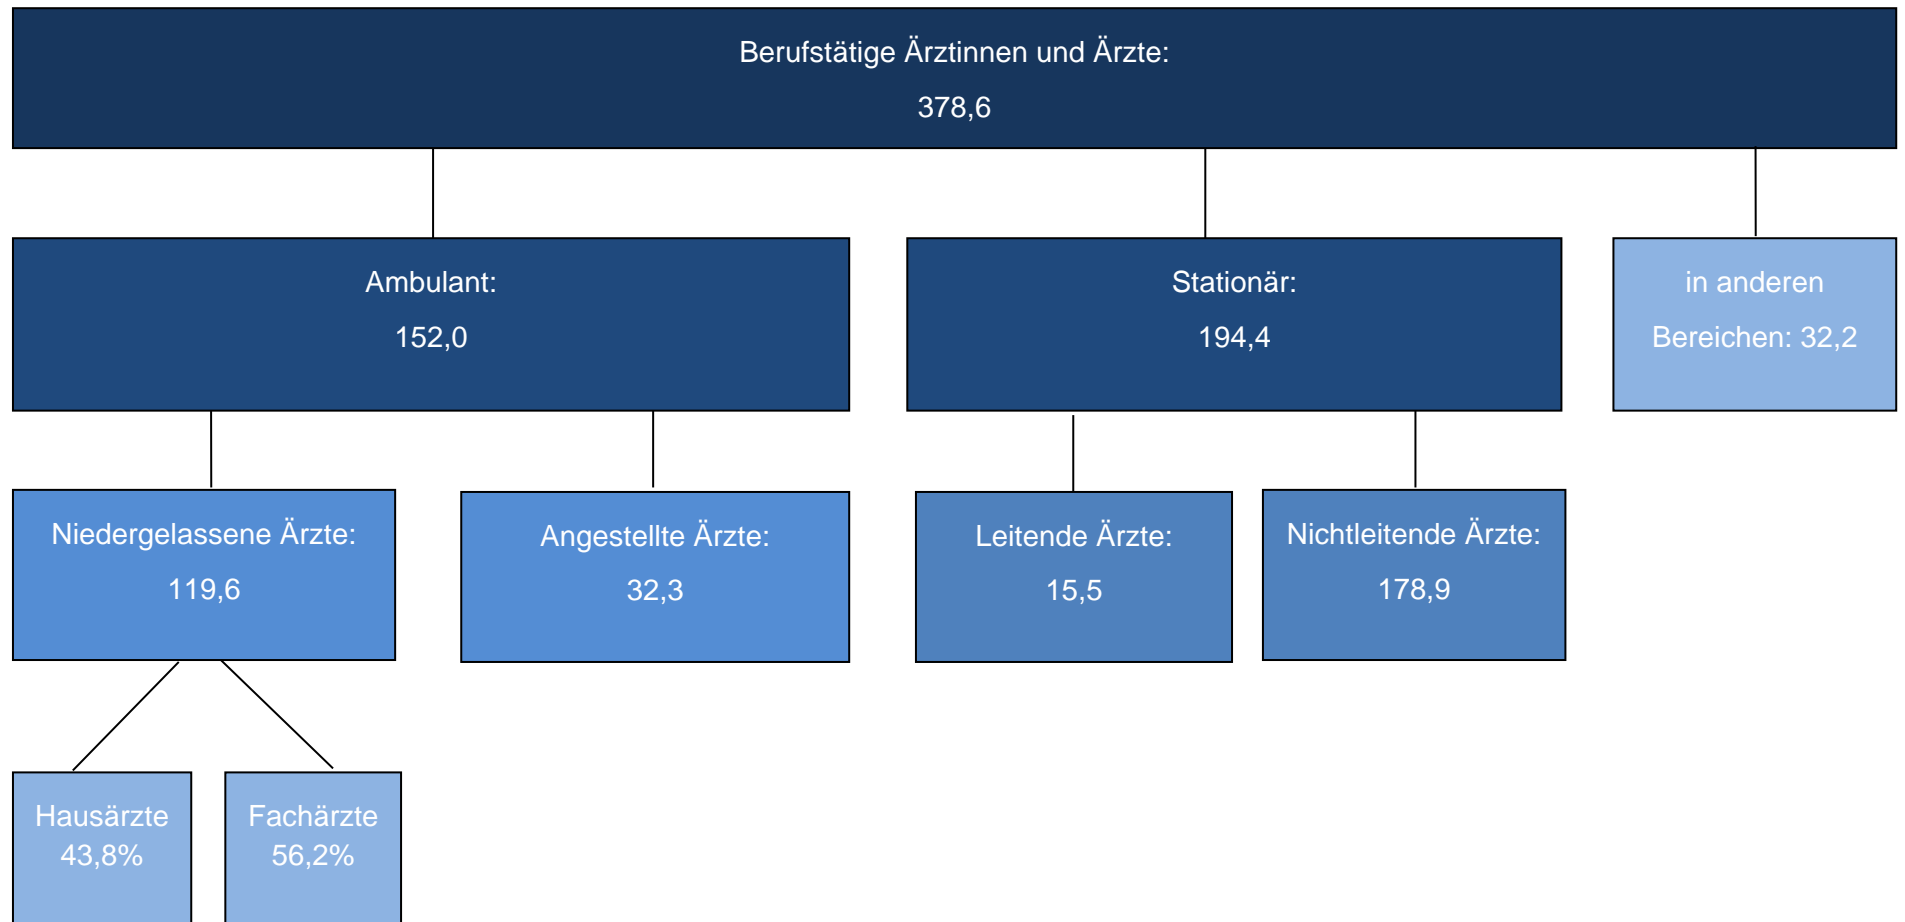 Berufstätige Ärztinnen und Ärzte:
378,6
Ambulant:
152,0
Stationär:
194,4
in anderen
Bereichen: 32,2
Niedergelassene Ärzte:
119,6
Angestellte Ärzte:
32,3
Leitende Ärzte:
15,5
Nichtleitende Ärzte:
178,9
Hausärzte
43,8%
Fachärzte
56,2%